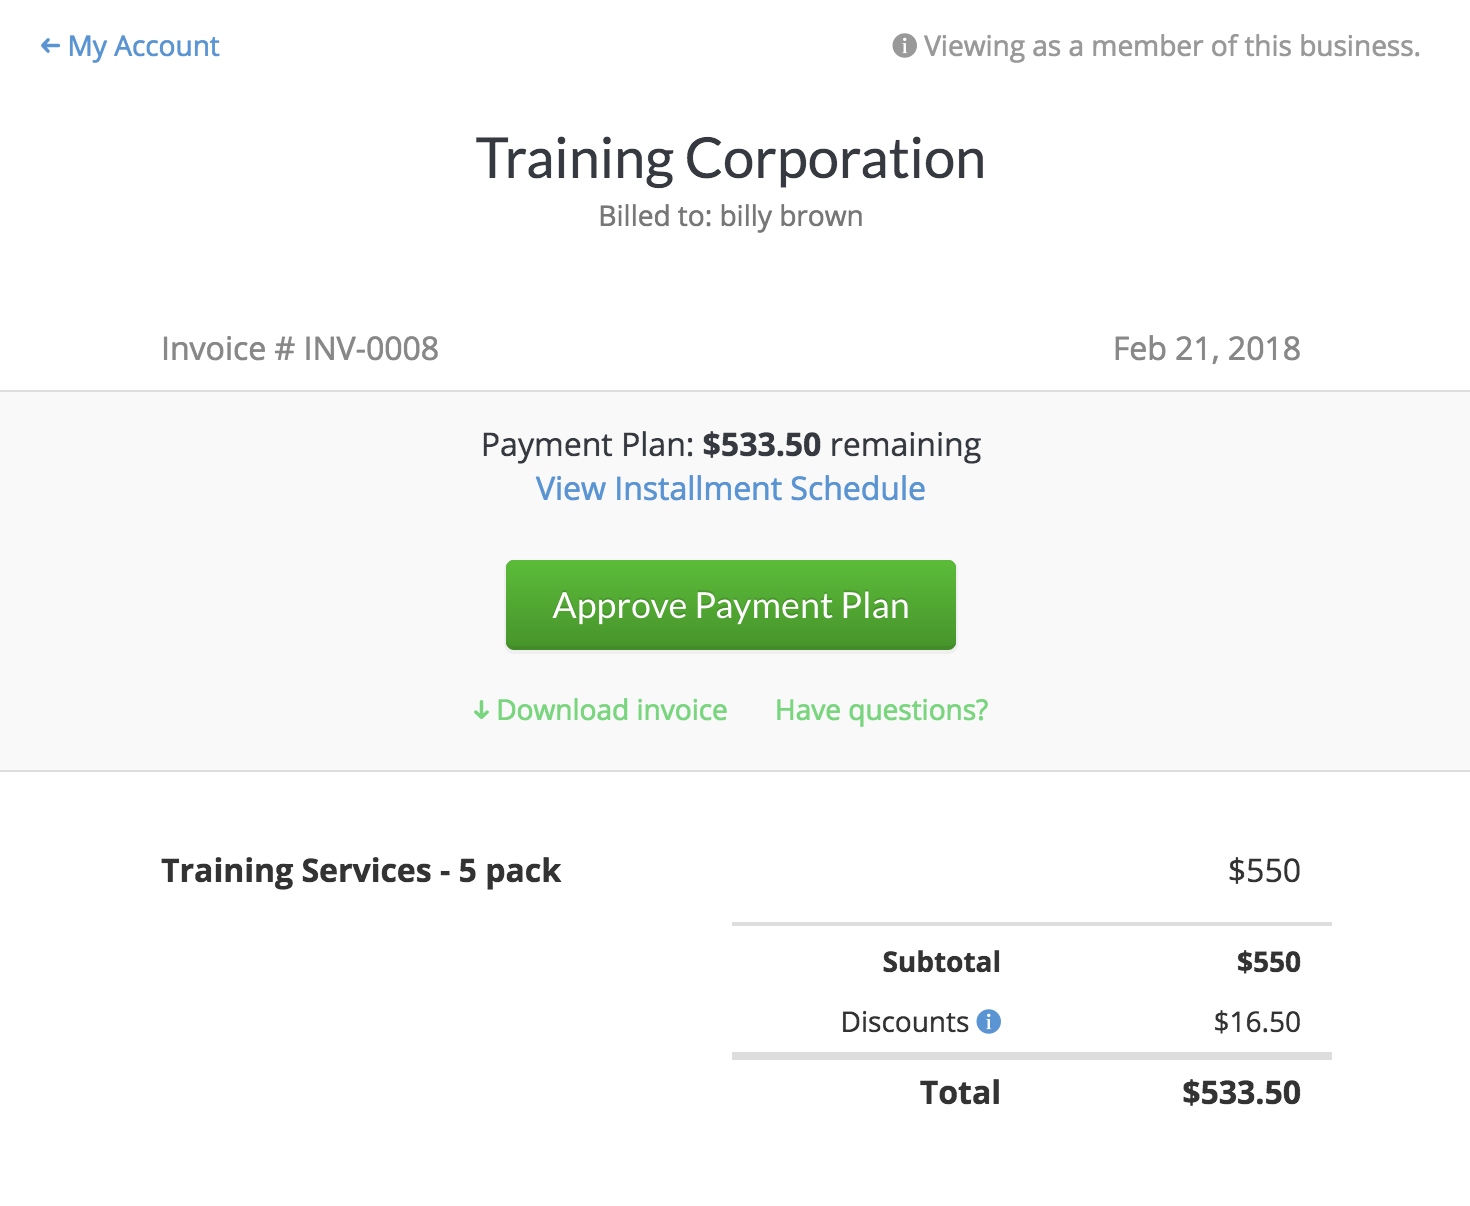 ← My Account
Viewing as a member of this business.
Training Corporation
Billed to: billy brown
Invoice # INV-0008
Feb 21, 2018
Payment Plan: $533.50 remaining
View Installment Schedule
Approve Payment Plan
↓ Download invoice
Have questions?
Training Services - 5 pack
$550
Subtotal $550
Discounts $16.50
Total $533.50